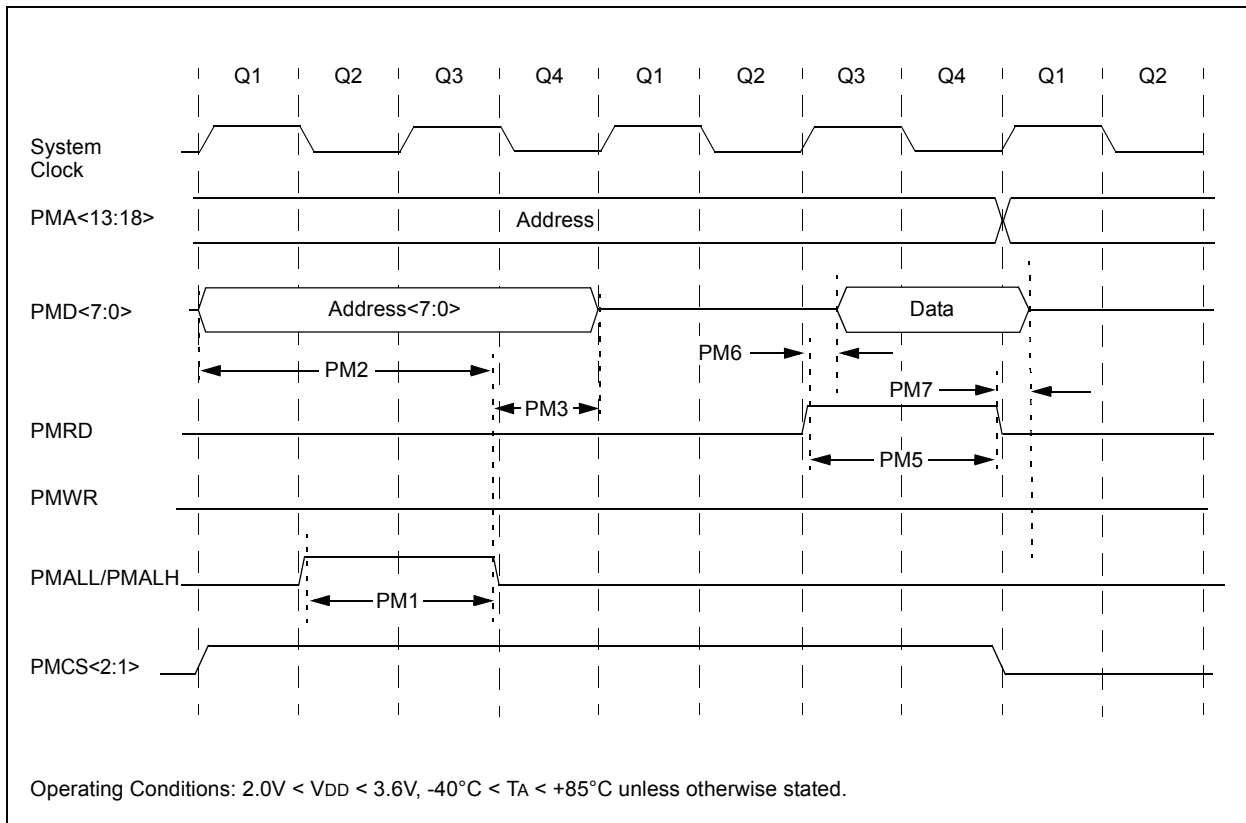 Q1 Q2 Q3 Q4 Q1 Q2 Q3 Q4 Q1 Q2
System
Clock
PMA<13:18>
Address
PMD<7:0>
Address<7:0>
Data
PM6
PM2
PM7
PM3
PMRD
PM5
PMWR
PMALL/PMALH
PM1
PMCS<2:1>
Operating Conditions: 2.0V < VDD < 3.6V, -40°C < TA < +85°C unless otherwise stated.